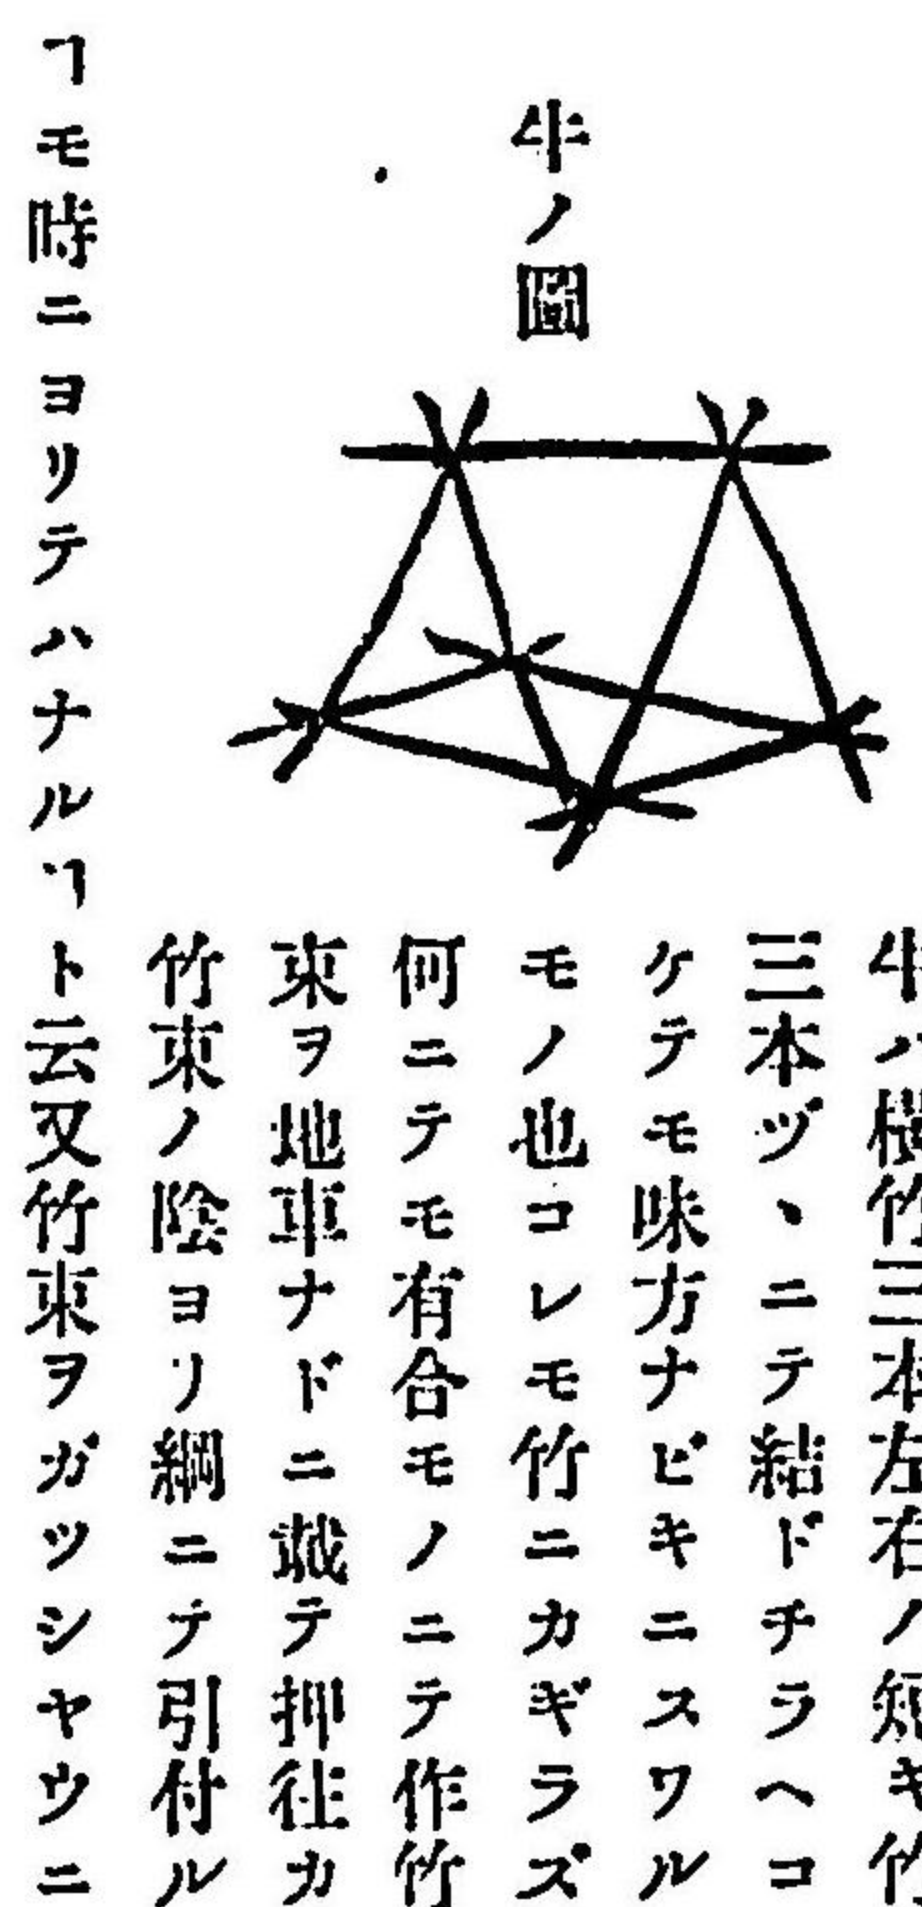 牛ノ圖
牛ハ横竹三本左右ノ短キ竹
三本ヅヽニテ結ドチラヘコ
ケテモ味方ナビキニスワル
モノ也コレモ竹ニカギラズ
何ニテモ有合モノニテ作竹
束ヲ地車ナドニ載テ押往カ
竹束ノ陰ヨリ綱ニテ引付ル
ヿモ時ニヨリテハナルヿト云又竹束ヲガツシヤウニ